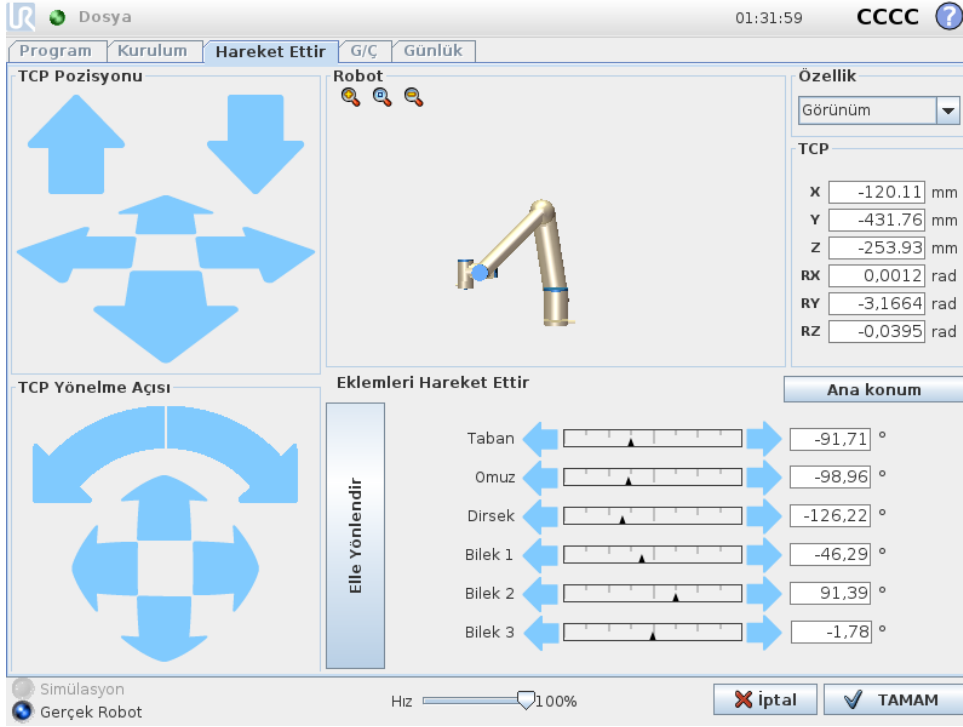 UR Dosya 01:31:59 CCCC ?
Program Kurulum Hareket Ettir G/Ç Günlük
TCP Pozisyonu
Robot
Özellik
Görünüm
TCP
X -120.11 mm
Y -431.76 mm
Z -253.93 mm
RX 0,0012 rad
RY -3,1664 rad
RZ -0,0395 rad
TCP Yönelme Açısı
Eklemleri Hareket Ettir
Ana konum
Elle Yönlendir
Taban -91,71 °
Omuz -98,96 °
Dirsek -126,22 °
Bilek 1 -46,29 °
Bilek 2 91,39 °
Bilek 3 -1,78 °
Simülasyon
Gerçek Robot
Hız 100%
İptal
TAMAM